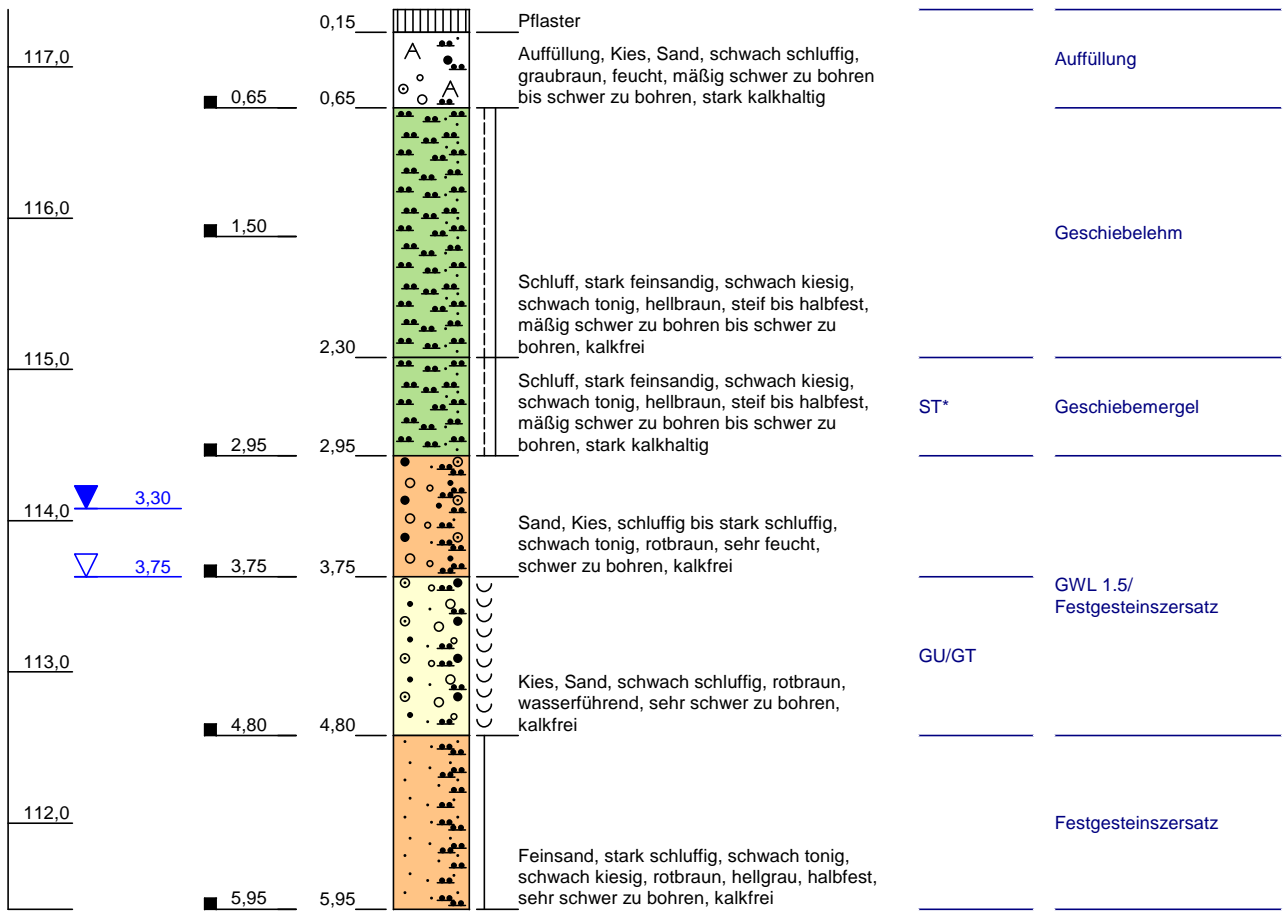 0,15 Pflaster
117,0
Auffüllung, Kies, Sand, schwach schluffig,
graubraun, feucht, mäßig schwer zu bohren
bis schwer zu bohren, stark kalkhaltig
Auffüllung
A
A
0,65 0,65
116,0
1,50
Geschiebelehm
Schluff, stark feinsandig, schwach kiesig,
schwach tonig, hellbraun, steif bis halbfest,
mäßig schwer zu bohren bis schwer zu
bohren, kalkfrei
2,30
115,0
Schluff, stark feinsandig, schwach kiesig,
schwach tonig, hellbraun, steif bis halbfest,
mäßig schwer zu bohren bis schwer zu
bohren, stark kalkhaltig
ST* Geschiebemergel
2,95 2,95
3,30
114,0
Sand, Kies, schluffig bis stark schluffig,
schwach tonig, rotbraun, sehr feucht,
schwer zu bohren, kalkfrei
3,75 3,75 3,75
GWL 1.5/
Festgesteinszersatz
GU/GT
113,0
Kies, Sand, schwach schluffig, rotbraun,
wasserführend, sehr schwer zu bohren,
kalkfrei
4,80 4,80
112,0
Festgesteinszersatz
Feinsand, stark schluffig, schwach tonig,
schwach kiesig, rotbraun, hellgrau, halbfest,
sehr schwer zu bohren, kalkfrei
5,95 5,95